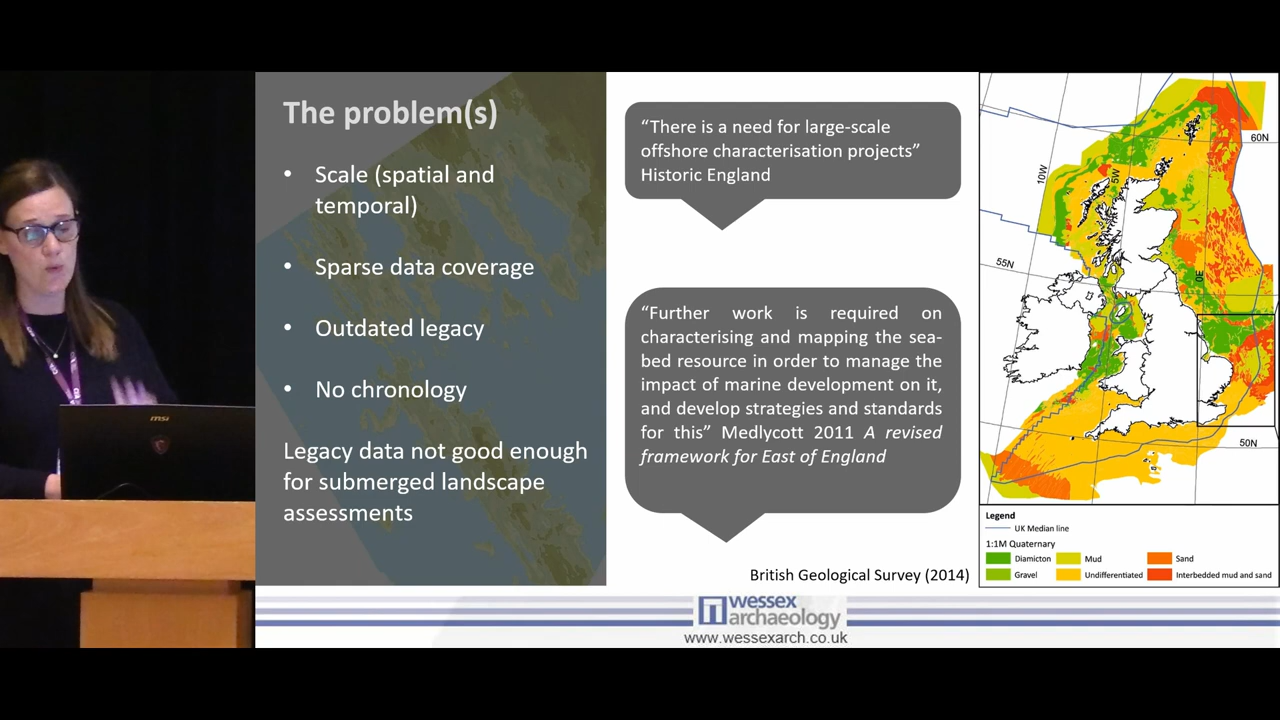 The problem(s)
• Scale (spatial and
temporal)
• Sparse data coverage
• Outdated legacy
• No chronology
Legacy data not good enough
for submerged landscape
assessments
“There is a need for large-scale
offshore characterisation projects”
Historic England
“Further work is required on
characterising and mapping the sea-
bed resource in order to manage the
impact of marine development on it,
and develop strategies and standards
for this” Medlycott 2011 A revised
framework for East of England
British Geological Survey (2014)
60N
10W
5W
55N
0E
50N
Legend
UK Median line
1:1M Quaternary
Diamicton
Mud
Sand
Gravel
Undifferentiated
Interbedded mud and sand
wessex
archaeology
www.wessexarch.co.uk
msi